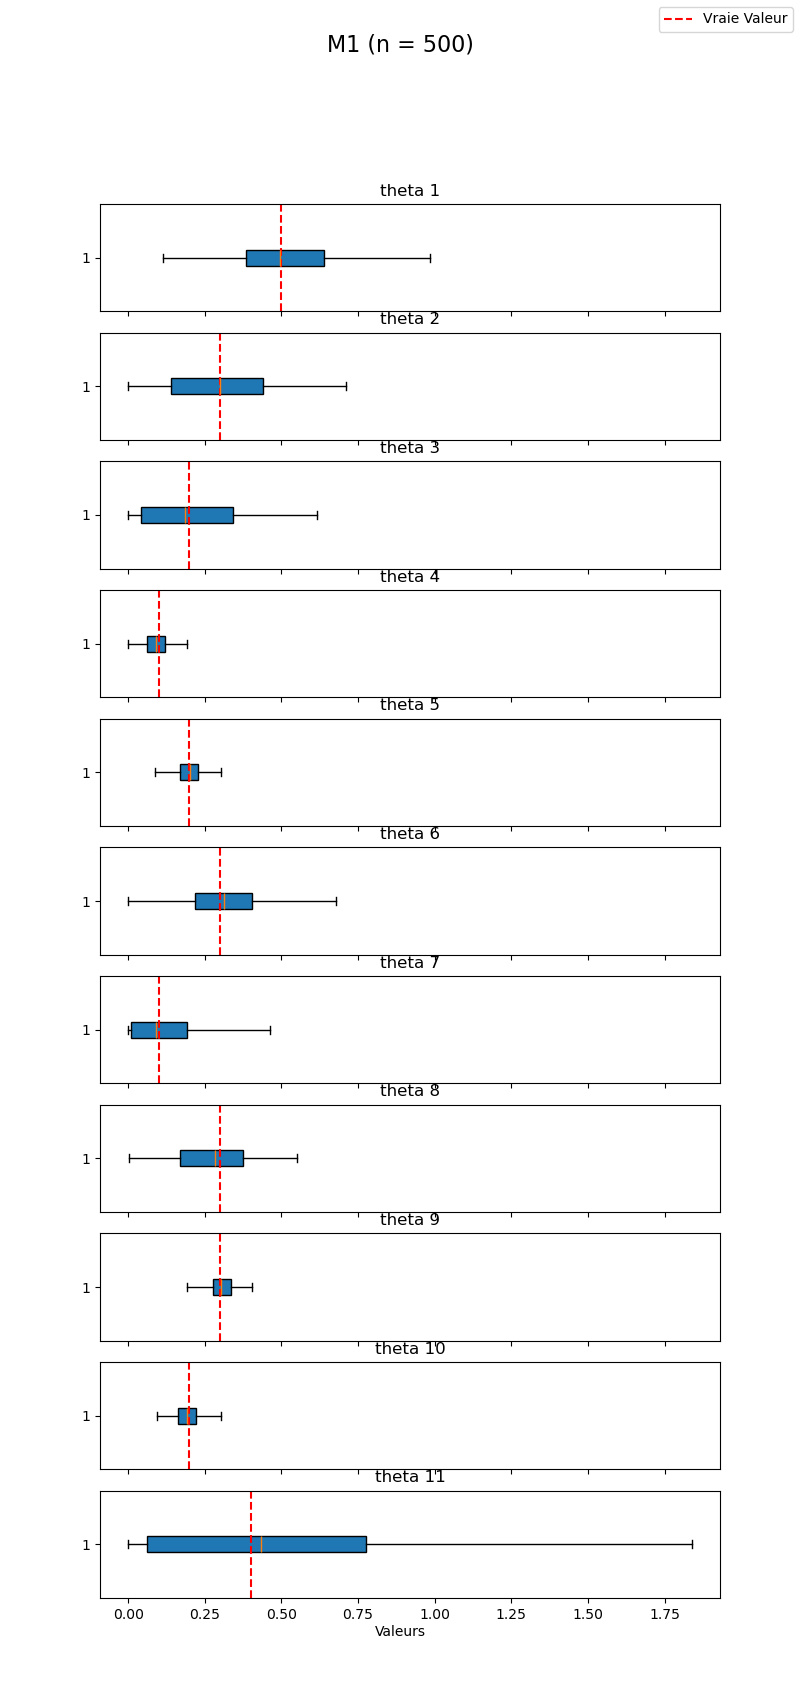 Vraie Valeur
M1 (n = 500)
theta 1
1
theta 2
1
theta 3
1
theta 4
1
theta 5
1
theta 6
1
theta 7
1
theta 8
1
theta 9
1
theta 10
1
theta 11
1
0.00 0.25 0.50 0.75 1.00 1.25 1.50 1.75
Valeurs